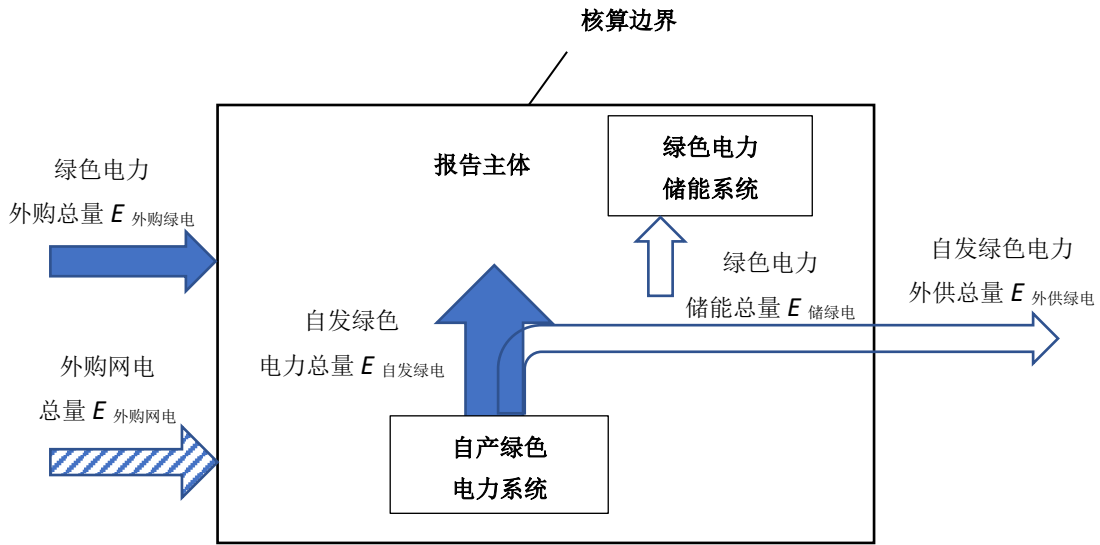 核算边界
绿色电力
储能系统
报告主体
绿色电力
外购总量 E 外购绿电
绿色电力
储能总量 E 储绿电
自发绿色电力
外供总量 E 外供绿电
自发绿色
电力总量 E 自发绿电
外购网电
总量 E 外购网电
自产绿色
电力系统